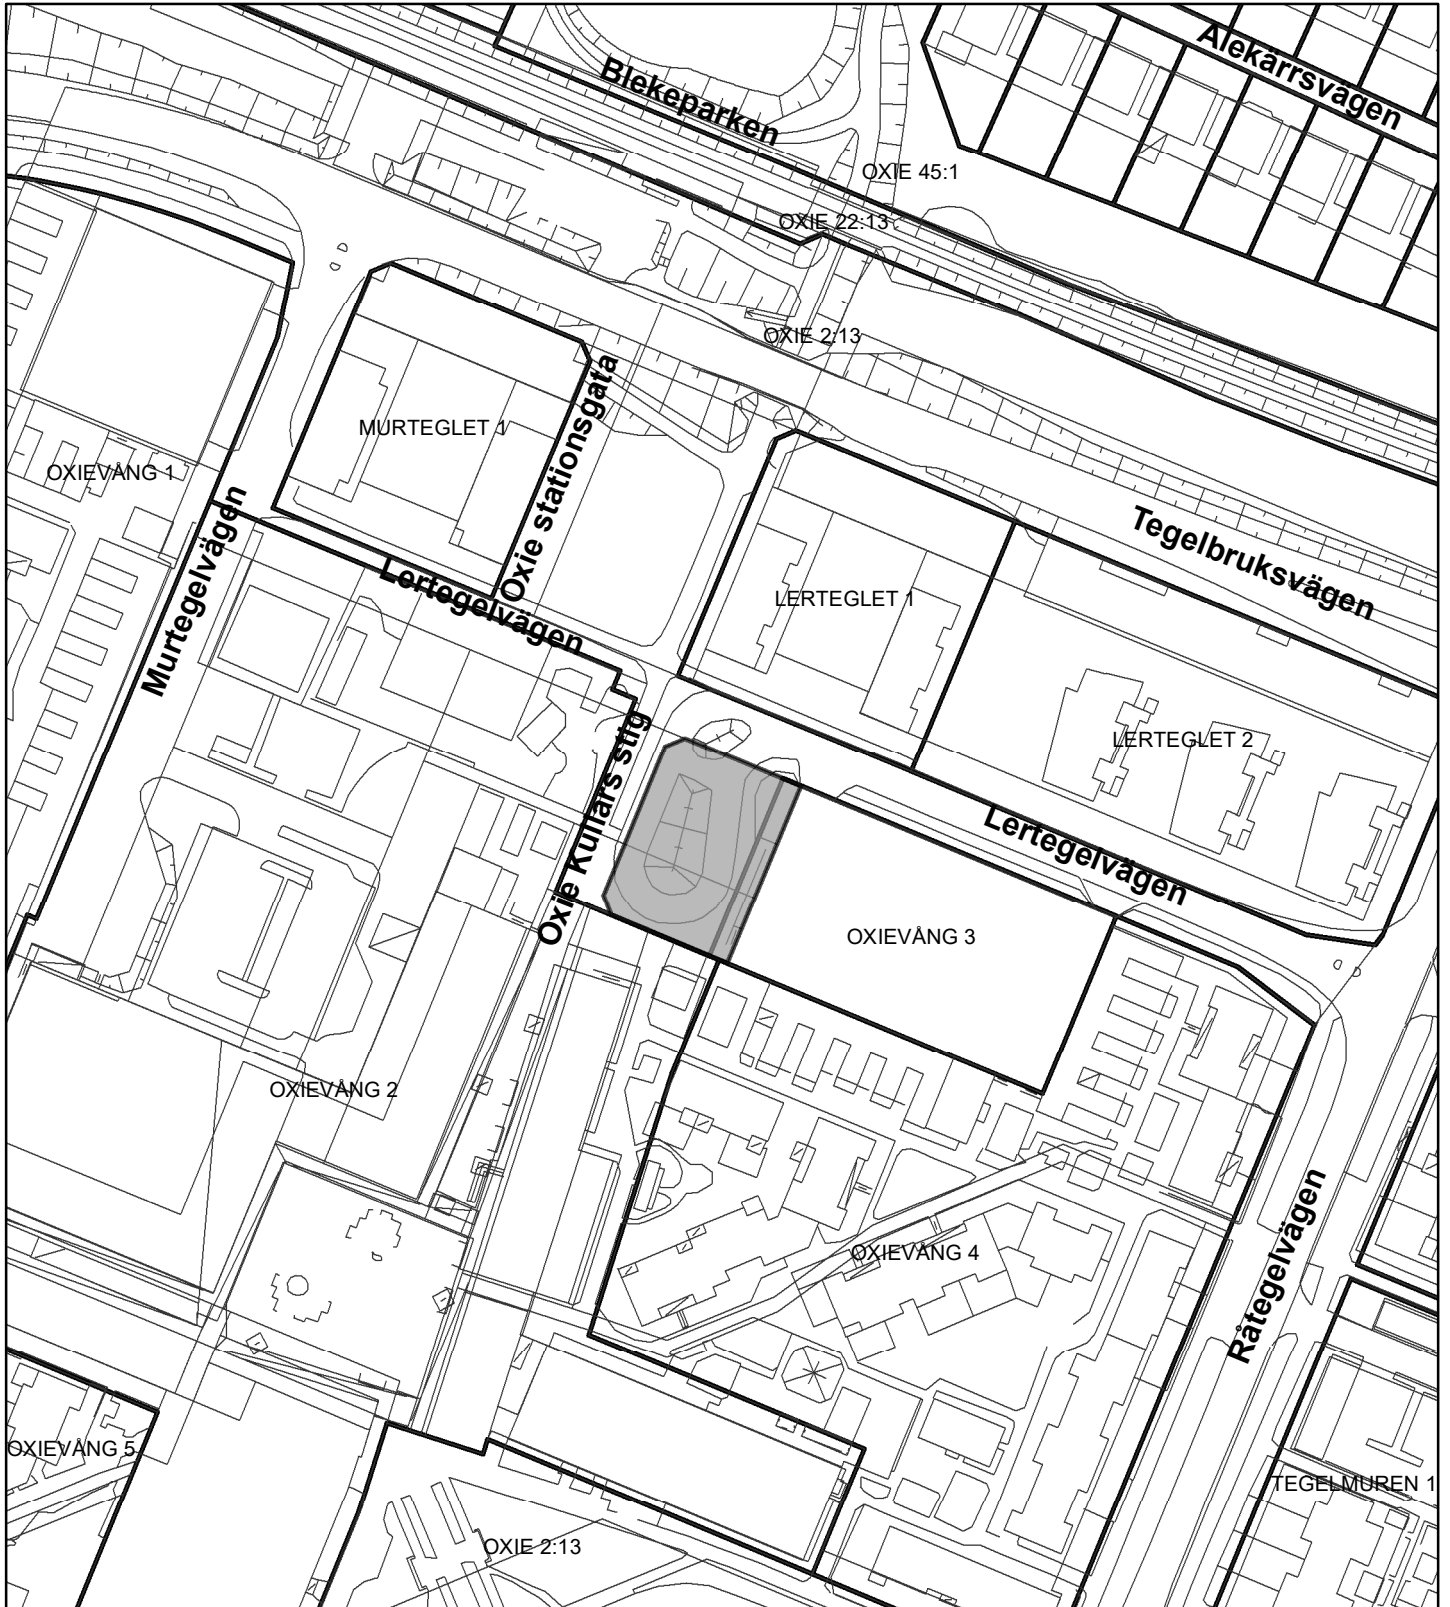 Alekärrsvägen
Blekeparken
OXIE 45:1
OXIE 22:13
OXIE 2:13
MURTEGLET 1
Oxie stationsgata
OXIEVÅNG 1
Tegelbruksvägen
Murtegelvägen
Lertegelvägen
LERTEGLET 1
LERTEGLET 2
Oxie Kullars stig
Lertegelvägen
OXIEVÅNG 3
OXIEVÅNG 2
OXIEVÅNG 4
Råtegelvägen
OXIEVÅNG 5
TEGELMUREN 1
OXIE 2:13